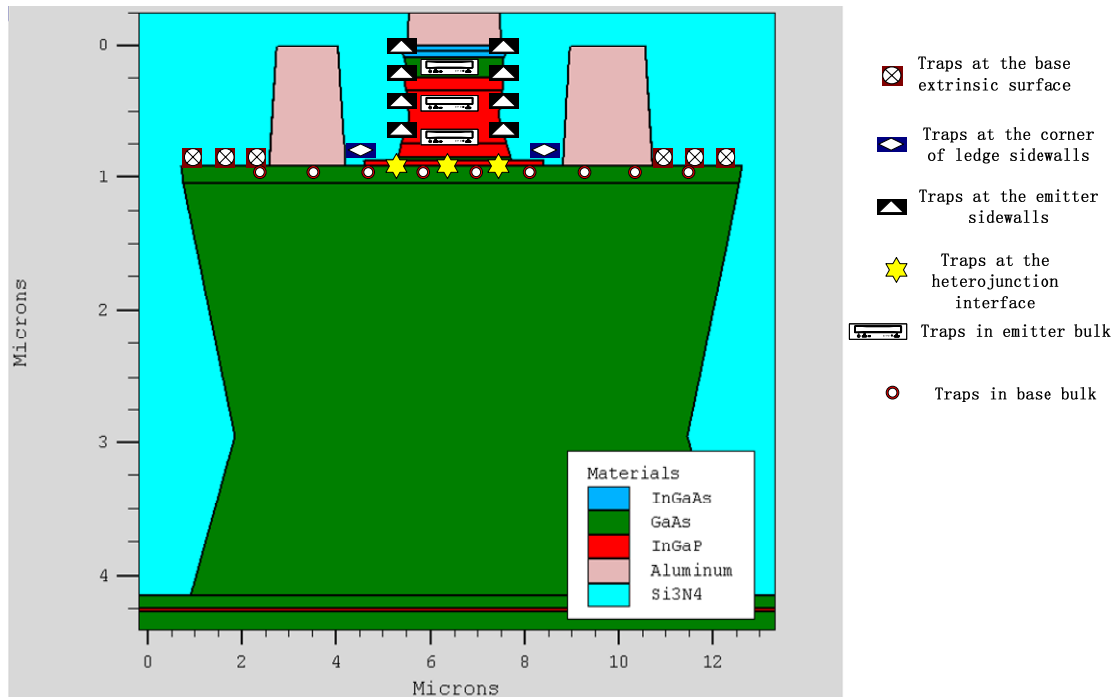 0
1
2
3
4
Microns
0
2
4
6
8
10
12
Microns
Materials
InGaAs
GaAs
InGaP
Aluminum
Si3N4
Traps at the base
extrinsic surface
Traps at the corner
of ledge sidewalls
Traps at the emitter
sidewalls
Traps at the
heterojunction
interface
Traps in emitter bulk
Traps in base bulk